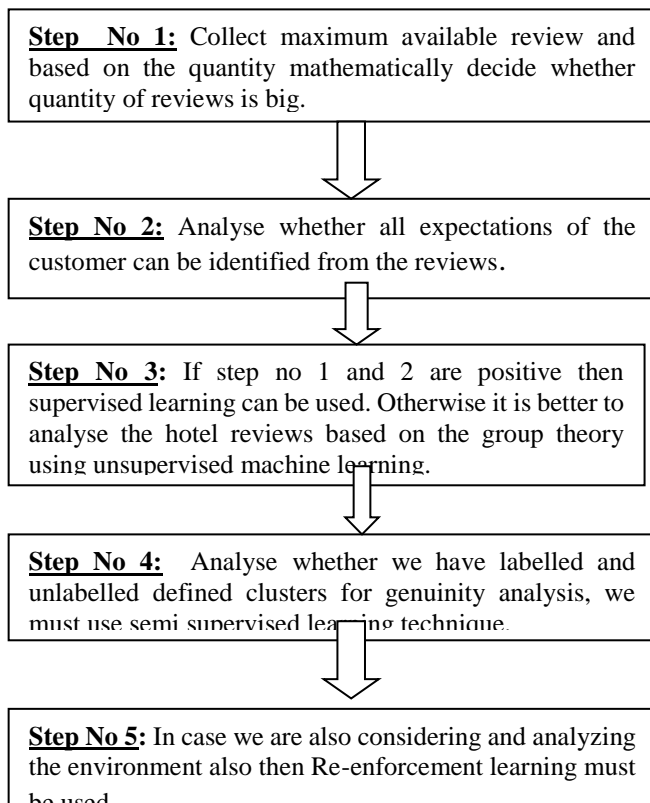 Step No 1: Collect maximum available review and
based on the quantity mathematically decide whether
quantity of reviews is big.
Step No 2: Analyse whether all expectations of the
customer can be identified from the reviews.
Step No 3: If step no 1 and 2 are positive then
supervised learning can be used. Otherwise it is better to
analyse the hotel reviews based on the group theory
using unsupervised machine learning.
Step No 4: Analyse whether we have labelled and
unlabelled defined clusters for genuinity analysis, we
must use semi supervised learning technique.
Step No 5: In case we are also considering and analyzing
the environment also then Re-enforcement learning must
be used